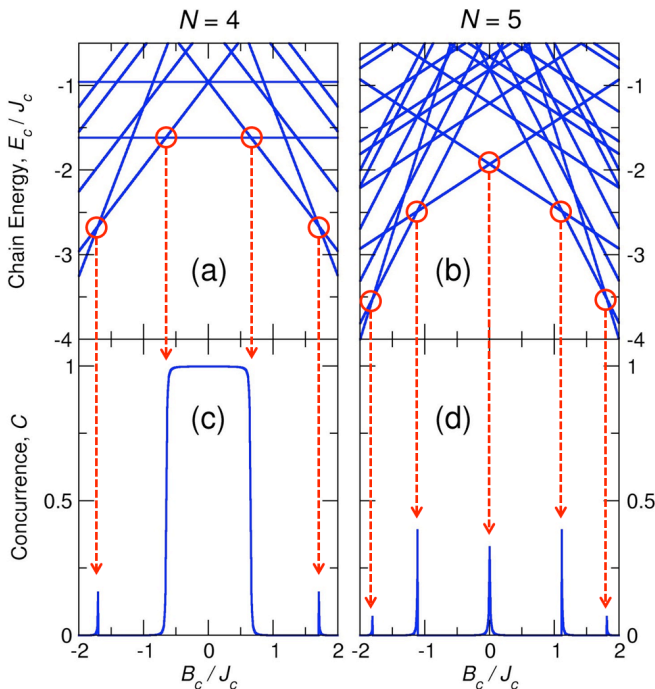 N = 4
N = 5
Chain Energy, E_c / J_c
-1
-2
-3
-4
(a)
(b)
-1
-2
-3
-4
Concurrence, C
1
0.5
0
(c)
(d)
1
0.5
0
-2
-1
0
1
2
-2
-1
0
1
2
B_c / J_c
B_c / J_c